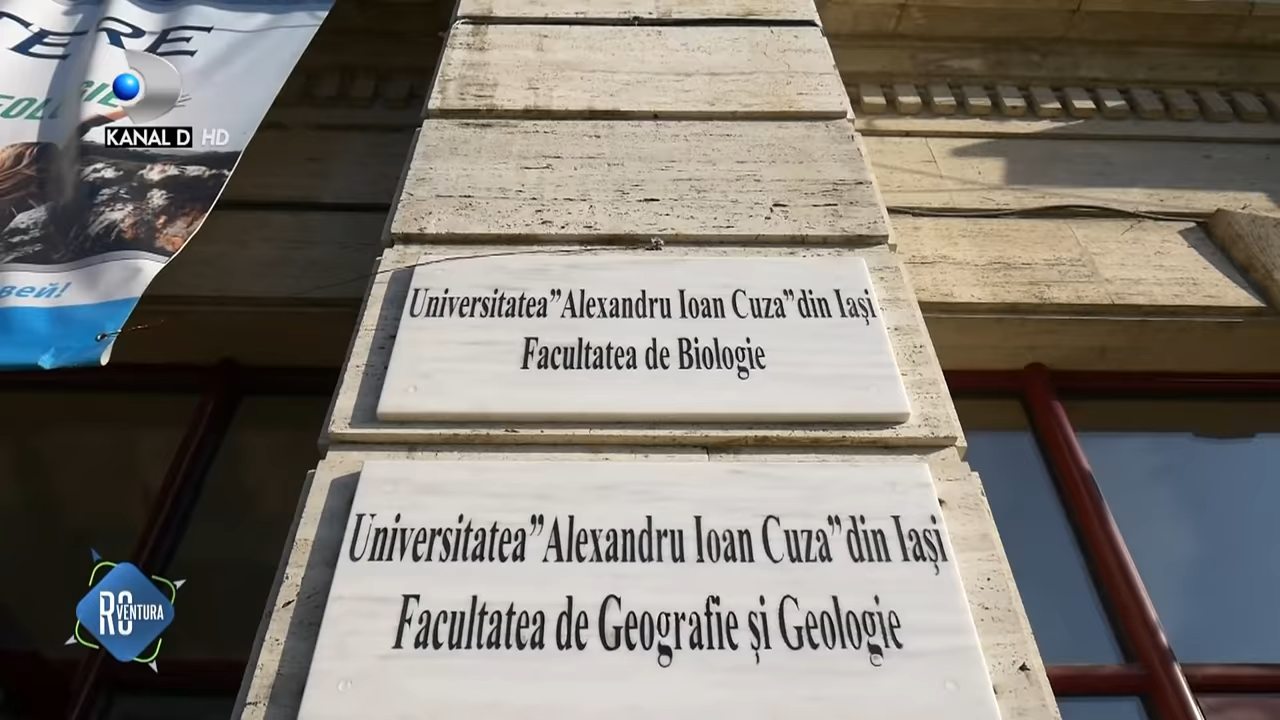 KANAL D HD
Universitatea”Alexandru Ioan Cuza”din Iași
Facultatea de Biologie
Universitatea”Alexandru Ioan Cuza”din Iași
Facultatea de Geografie și Geologie
RO
VENTURA